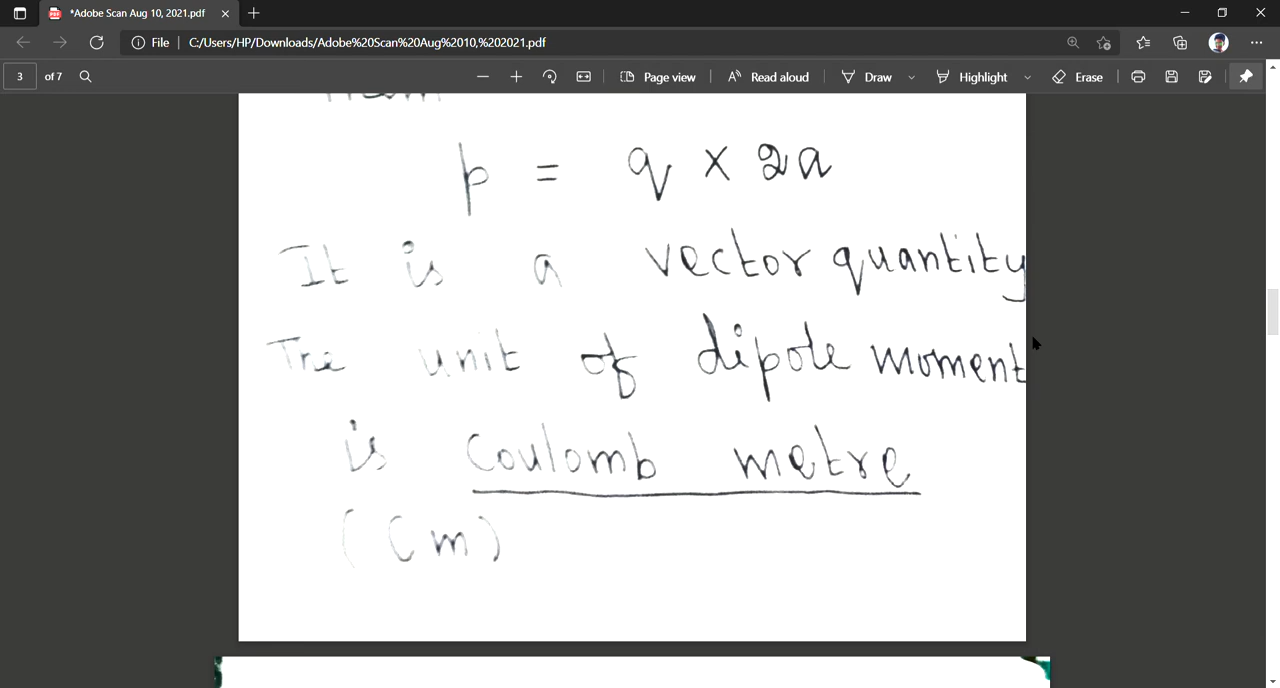 *Adobe Scan Aug 10, 2021.pdf
File C:/Users/HP/Downloads/Adobe%20Scan%20Aug%2010,%202021.pdf
3 of 7 Page view Read aloud Draw Highlight Erase
p = q × 2a
It is a vector quantity
The unit of dipole moment
is Coulomb metre
(Cm)